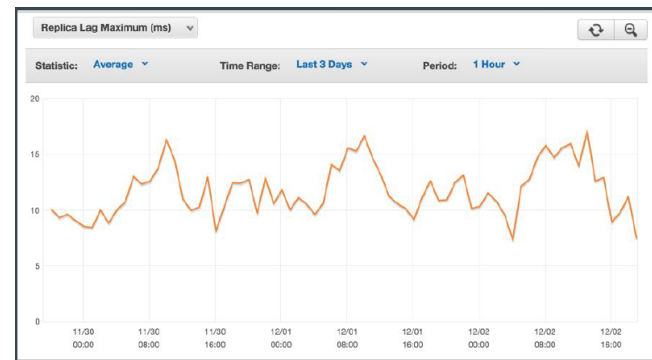 Replica Lag Maximum (ms)
Statistic: Average Time Range: Last 3 Days Period: 1 Hour
20
15
10
5
0
11/30 11/30 11/30 12/01 12/01 12/01 12/02 12/02 12/02
00:00 08:00 16:00 00:00 08:00 16:00 00:00 08:00 16:00